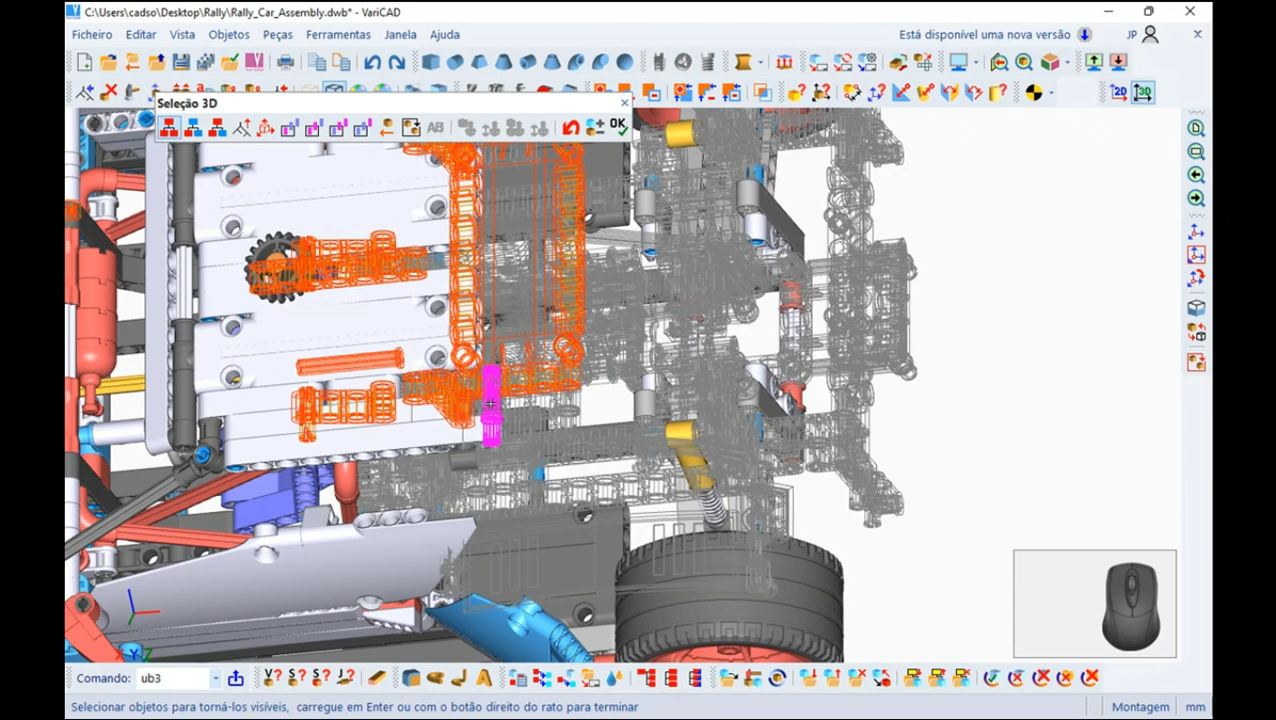 C:\Users\cadso\Desktop\Rally\Rally_Car_Assembly.dwb* - VariCAD
Ficheiro Editar Vista Objetos Peças Ferramentas Janela Ajuda
Está disponível uma nova versão
JP
2D 3D
Seleção 3D
AB OK
Comando: ub3
V? S? S? J?
Selecionar objetos para torná-los visíveis, carregue em Enter ou com o botão direito do rato para terminar
Montagem mm